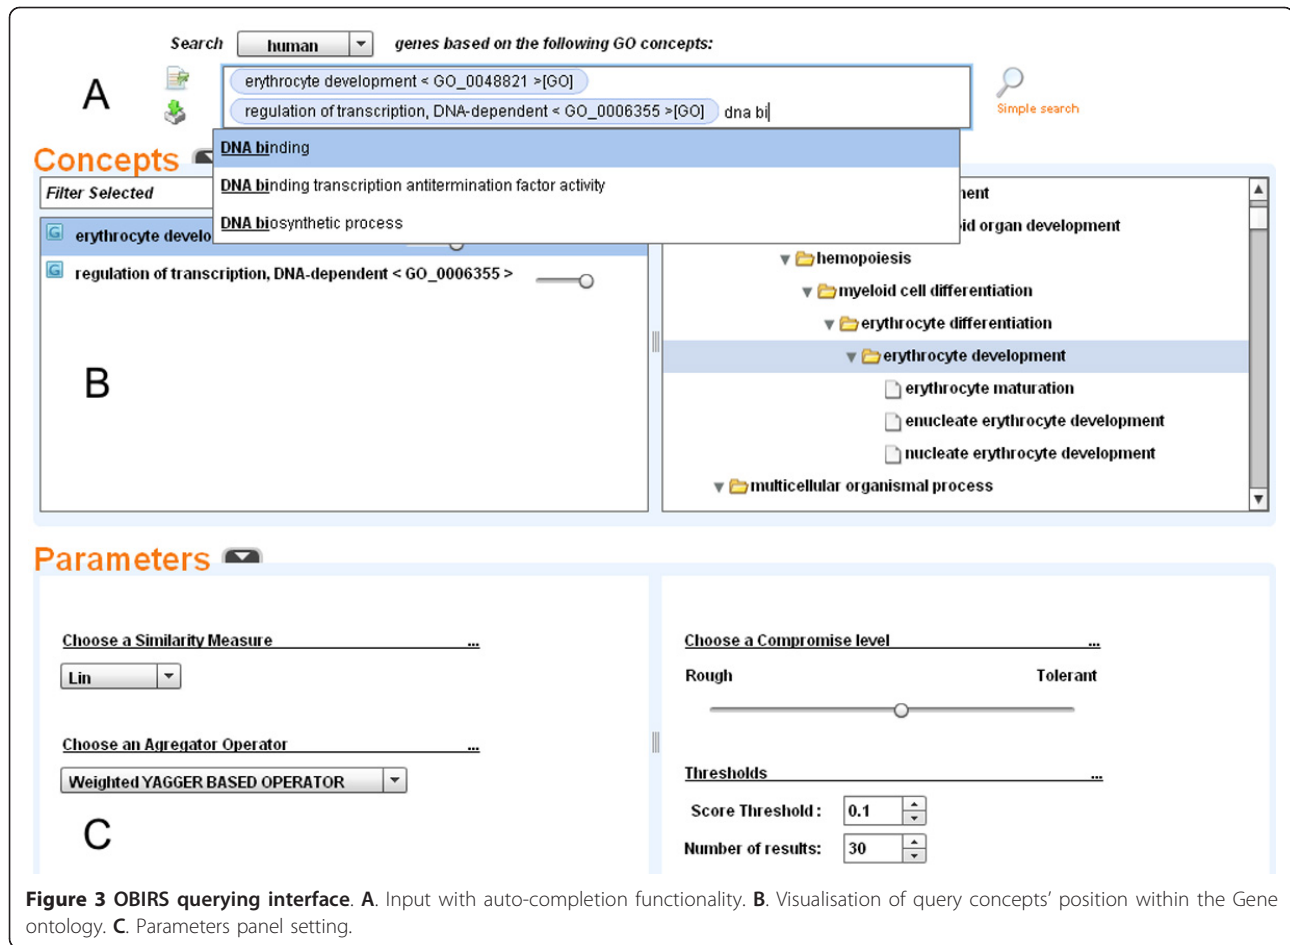 Search human genes based on the following GO concepts:
A
erythrocyte development < GO_0048821 >[GO]
regulation of transcription, DNA-dependent < GO_0006355 >[GO] dna bi
Simple search
DNA binding
DNA binding transcription antitermination factor activity
DNA biosynthetic process
Concepts
Filter Selected
erythrocyte develo
regulation of transcription, DNA-dependent < GO_0006355 >
B
nent
id organ development
hemopoiesis
myeloid cell differentiation
erythrocyte differentiation
erythrocyte development
erythrocyte maturation
enucleate erythrocyte development
nucleate erythrocyte development
multicellular organismal process
Parameters
Choose a Similarity Measure ...
Lin
Choose an Agregator Operator ...
Weighted YAGGER BASED OPERATOR
C
Choose a Compromise level ...
Rough Tolerant
Thresholds ...
Score Threshold : 0.1
Number of results: 30
Figure 3 OBIRS querying interface. A. Input with auto-completion functionality. B. Visualisation of query concepts' position within the Gene
ontology. C. Parameters panel setting.